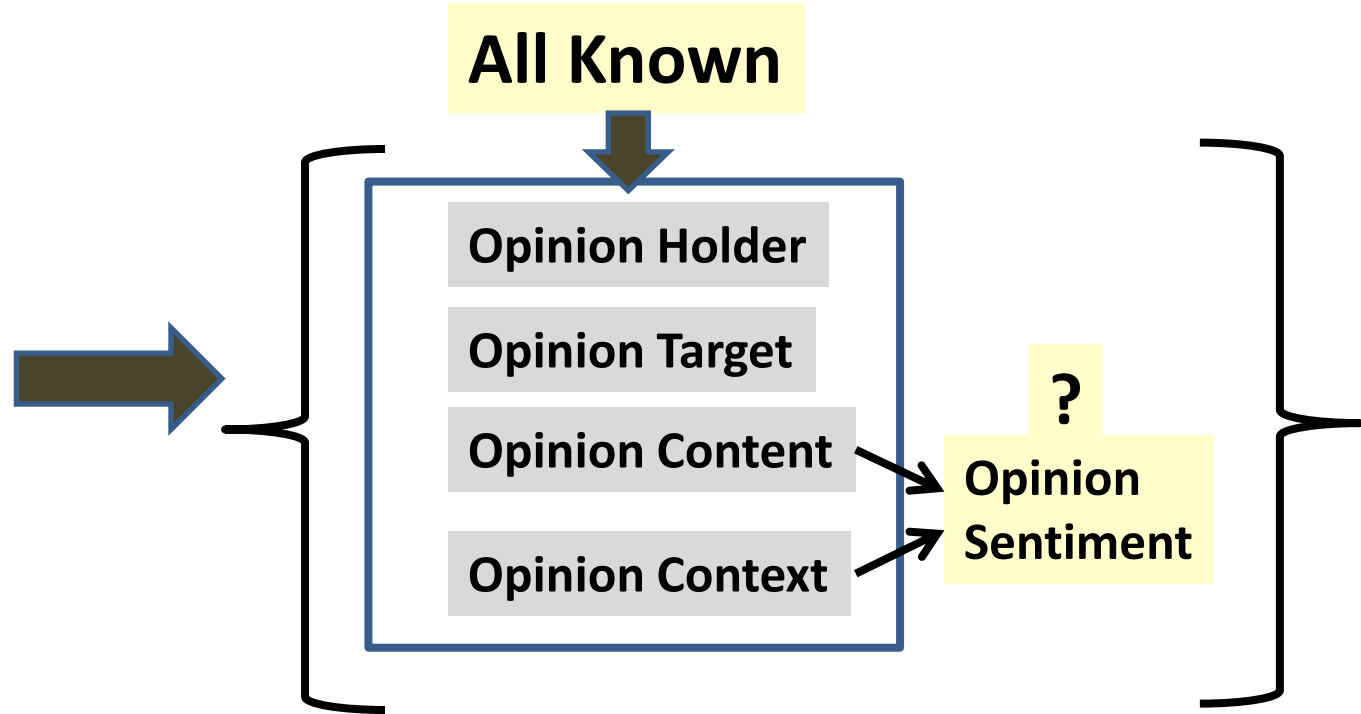 All Known
Opinion Holder
Opinion Target
Opinion Content
Opinion Context
?
Opinion
Sentiment